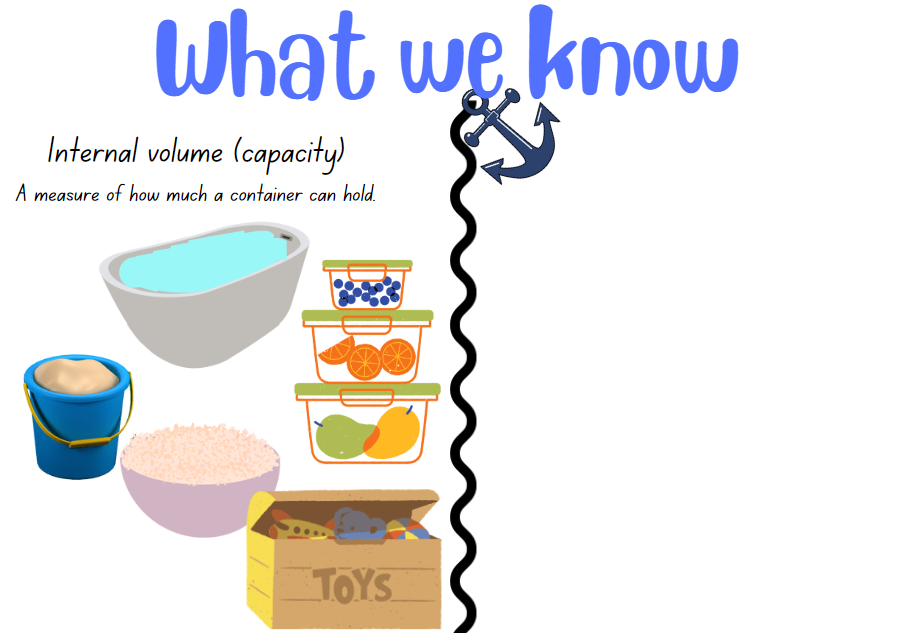 What we know
Internal volume (capacity)
A measure of how much a container can hold.
TOYS